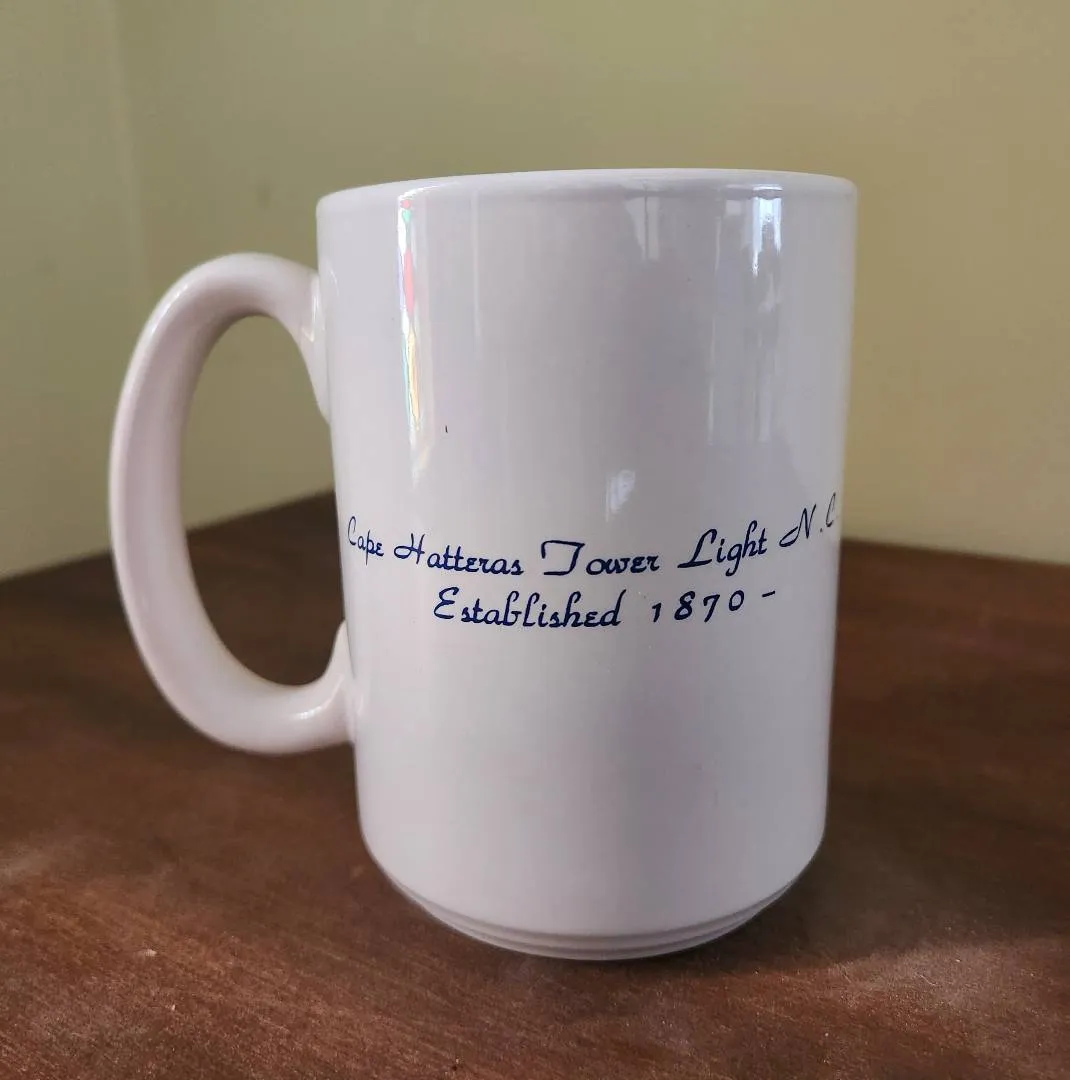 Cape Hatteras Tower Light N.C.
Established 1870-